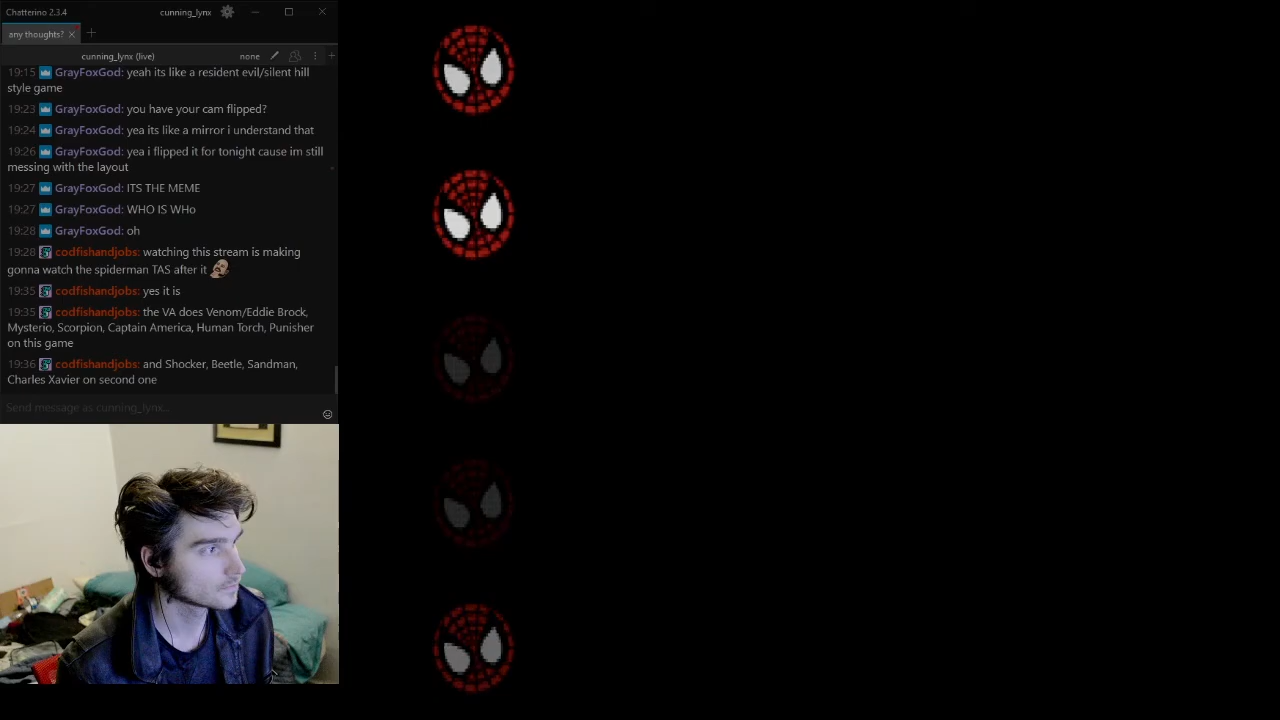 Chatterino 2.3.4
cunning_lynx
any thoughts?
cunning_lynx (live)
none
19:15 GrayFoxGod: yeah its like a resident evil/silent hill
style game
19:23 GrayFoxGod: you have your cam flipped?
19:24 GrayFoxGod: yea its like a mirror i understand that
19:26 GrayFoxGod: yea i flipped it for tonight cause im still
messing with the layout
19:27 GrayFoxGod: ITS THE MEME
19:27 GrayFoxGod: WHO IS WHo
19:28 GrayFoxGod: oh
19:28 codfishandjobs: watching this stream is making
gonna watch the spiderman TAS after it
19:35 codfishandjobs: yes it is
19:35 codfishandjobs: the VA does Venom/Eddie Brock,
Mysterio, Scorpion, Captain America, Human Torch, Punisher
on this game
19:36 codfishandjobs: and Shocker, Beetle, Sandman,
Charles Xavier on second one
Send message as cunning_lynx...